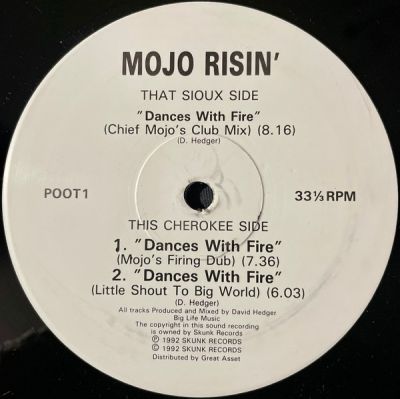 MOJO RISIN'
THAT SIOUX SIDE
"Dances With Fire"
(Chief Mojo's Club Mix) (8.16)
(D. Hedger)
POOT1
33⅓ RPM
THIS CHEROKEE SIDE
1. "Dances With Fire"
(Mojo's Firing Dub) (7.36)
2. "Dances With Fire"
(Little Shout To Big World) (6.03)
(D. Hedger)
All tracks Produced and Mixed by David Hedger
Big Life Music
The copyright in this sound recording
is owned by Skunk Records
℗ 1992 SKUNK RECORDS
© 1992 SKUNK RECORDS
Distributed by Great Asset